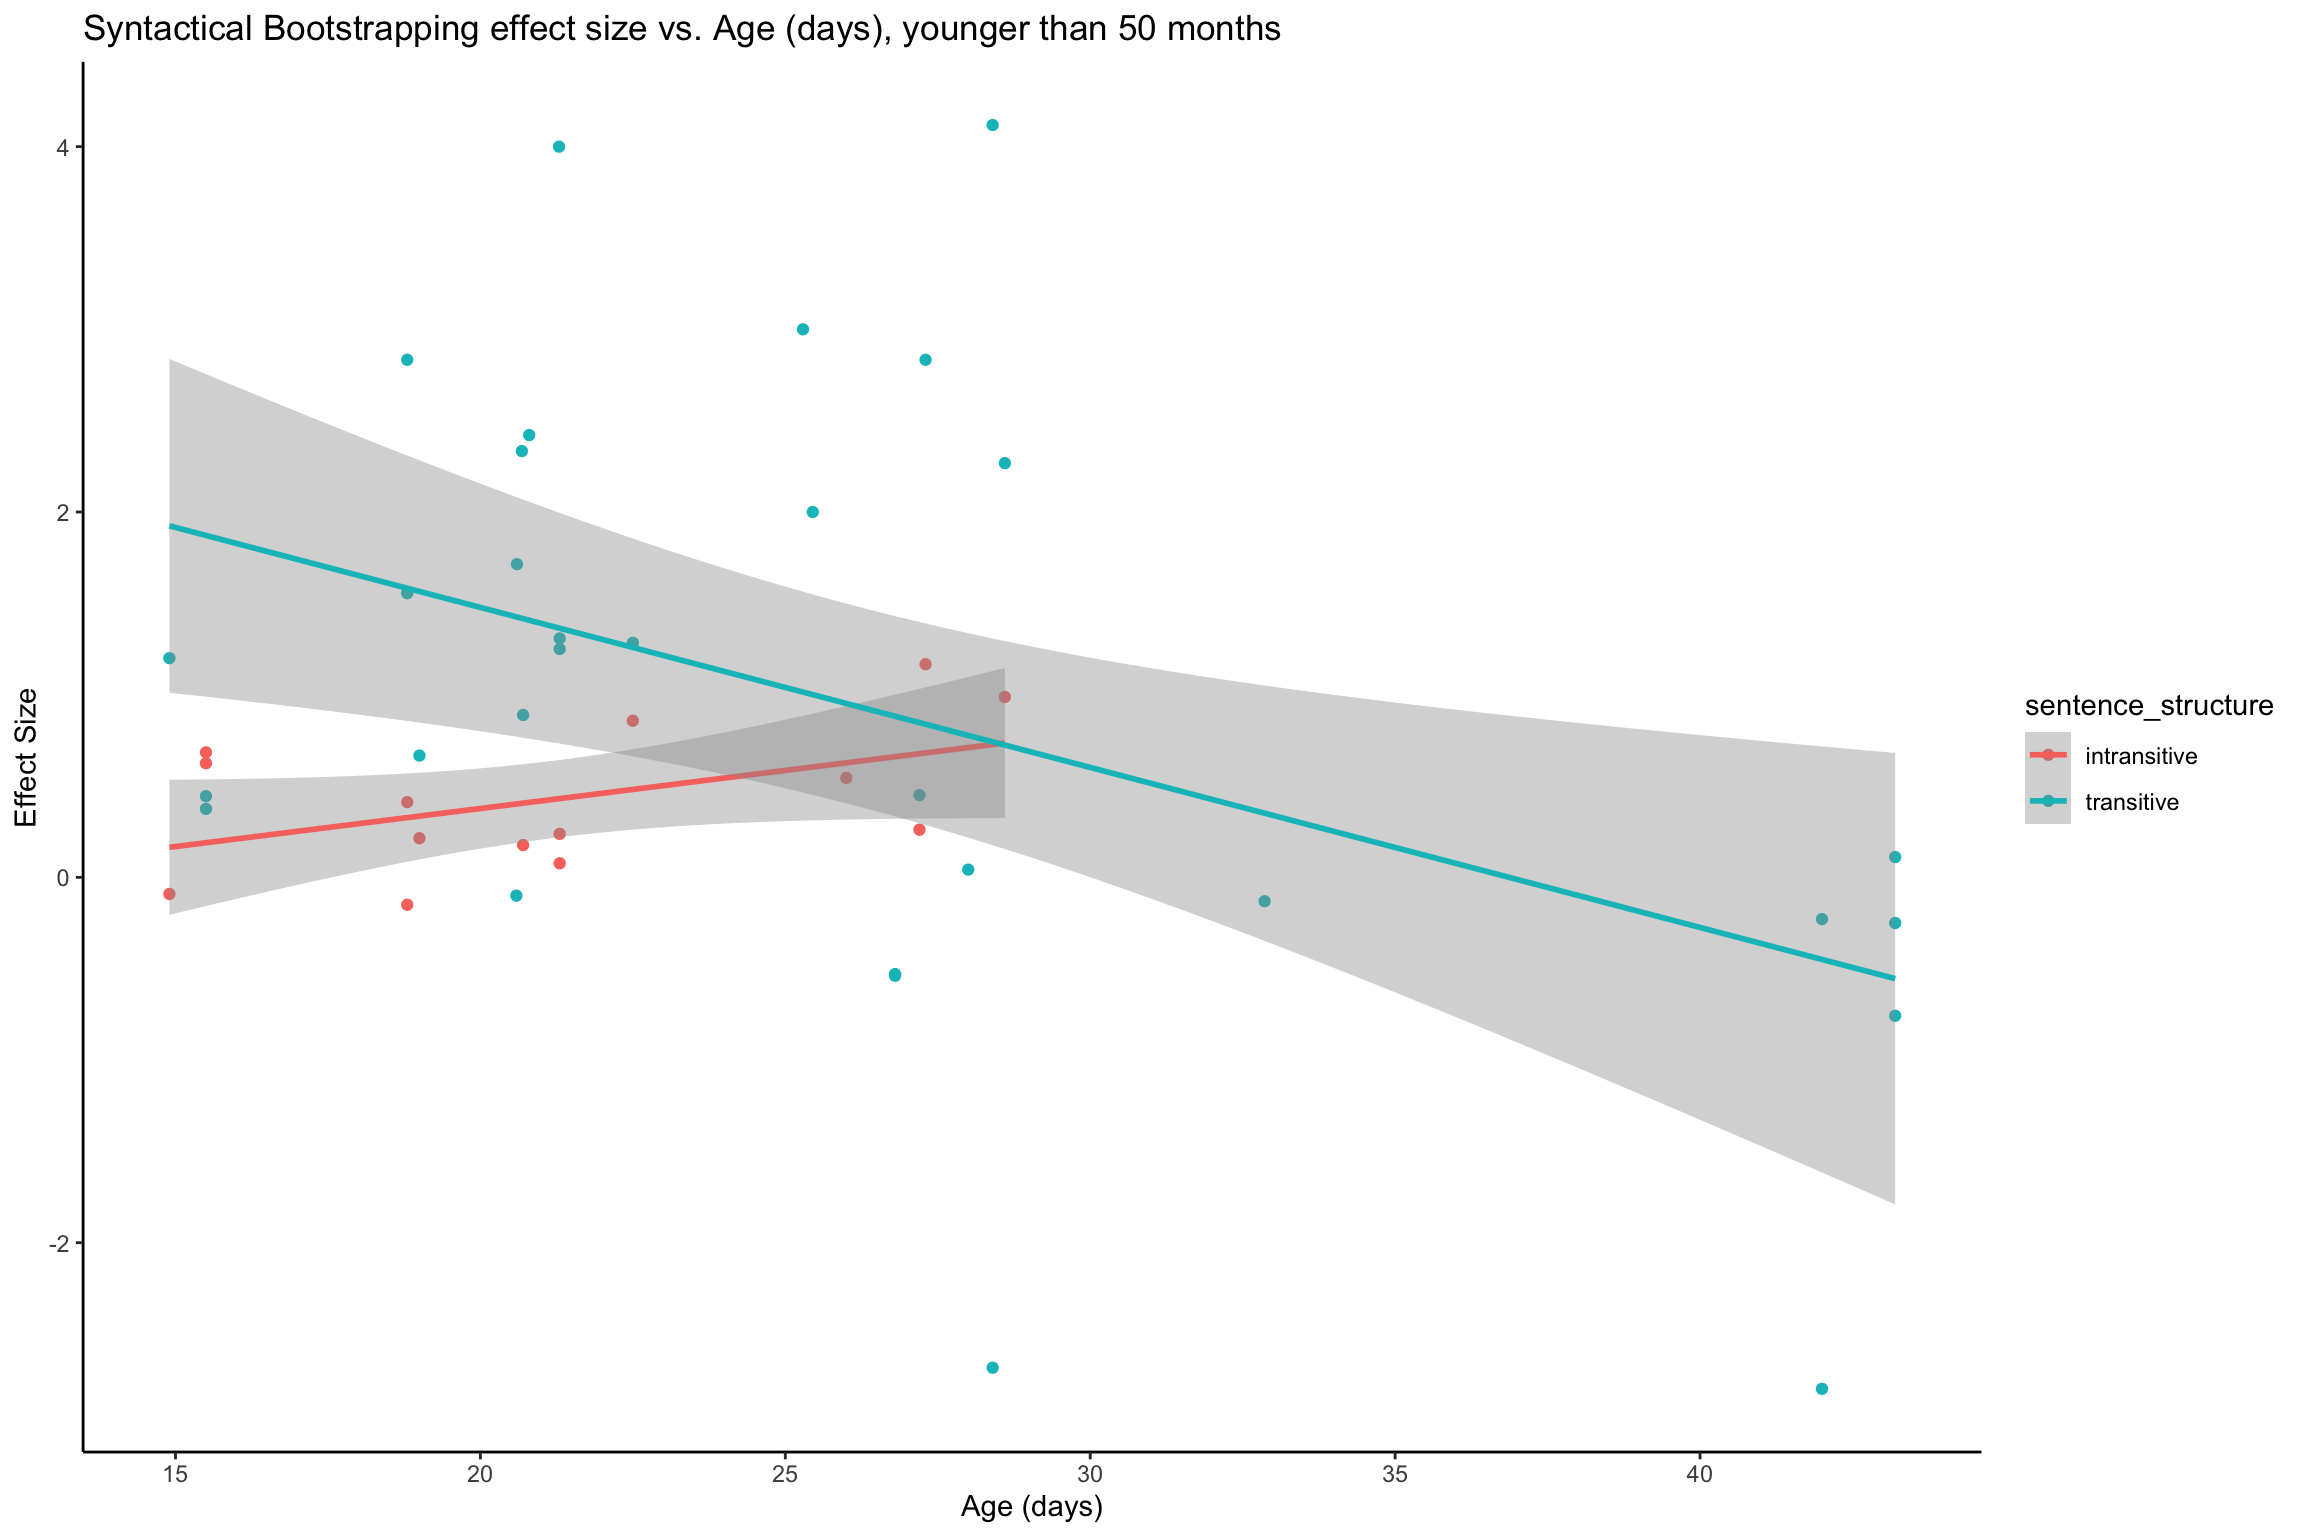 Syntactical Bootstrapping effect size vs. Age (days), younger than 50 months
Effect Size
4
2
0
-2
15 20 25 30 35 40
Age (days)
sentence_structure
intransitive
transitive